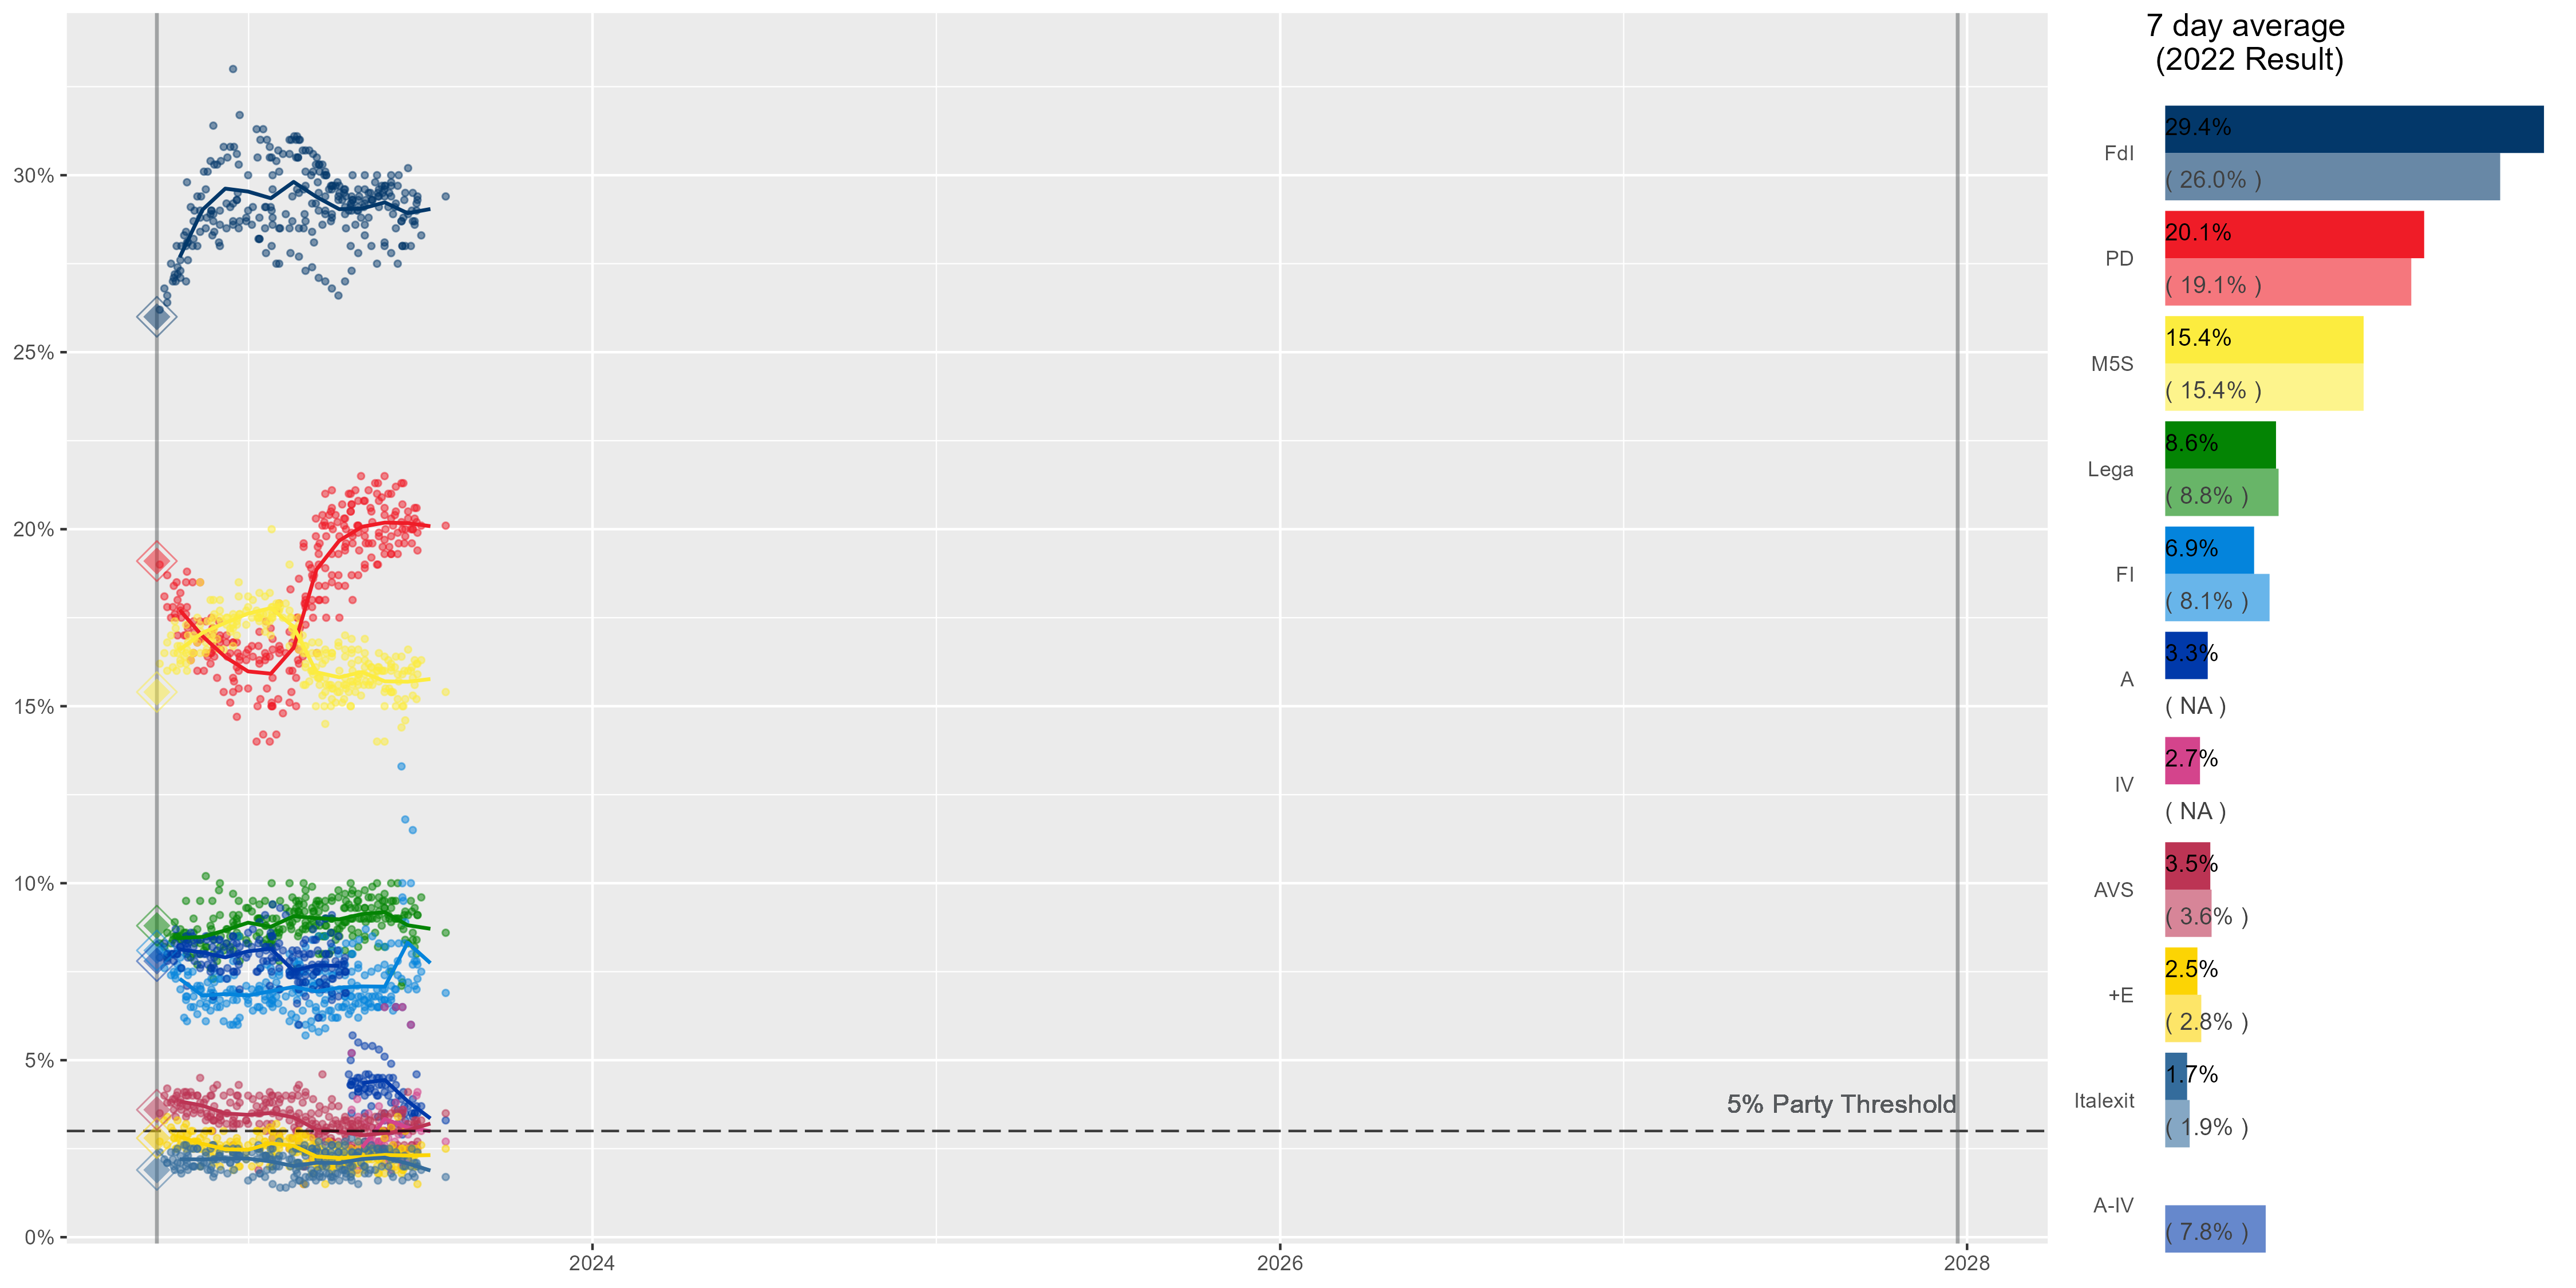 7 day average
(2022 Result)
30%
25%
20%
15%
10%
5%
0%
2024
2026
2028
5% Party Threshold
FdI
29.4%
( 26.0% )
PD
20.1%
( 19.1% )
M5S
15.4%
( 15.4% )
Lega
8.6%
( 8.8% )
FI
6.9%
( 8.1% )
A
3.3%
( NA )
IV
2.7%
( NA )
AVS
3.5%
( 3.6% )
+E
2.5%
( 2.8% )
Italexit
1.7%
( 1.9% )
A-IV
( 7.8% )